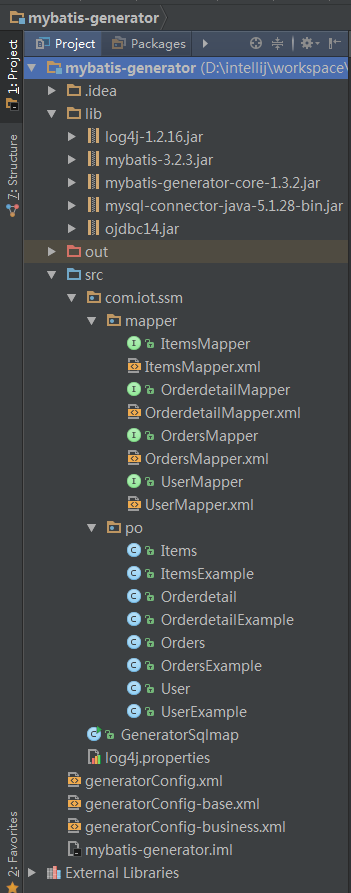 mybatis-generator
Project
Packages
1: Project
7: Structure
2: Favorites
mybatis-generator (D:\intellij\workspace\
.idea
lib
log4j-1.2.16.jar
mybatis-3.2.3.jar
mybatis-generator-core-1.3.2.jar
mysql-connector-java-5.1.28-bin.jar
ojdbc14.jar
out
src
com.iot.ssm
mapper
ItemsMapper
ItemsMapper.xml
OrderdetailMapper
OrderdetailMapper.xml
OrdersMapper
OrdersMapper.xml
UserMapper
UserMapper.xml
po
Items
ItemsExample
Orderdetail
OrderdetailExample
Orders
OrdersExample
User
UserExample
GeneratorSqlmap
log4j.properties
generatorConfig.xml
generatorConfig-base.xml
generatorConfig-business.xml
mybatis-generator.iml
External Libraries